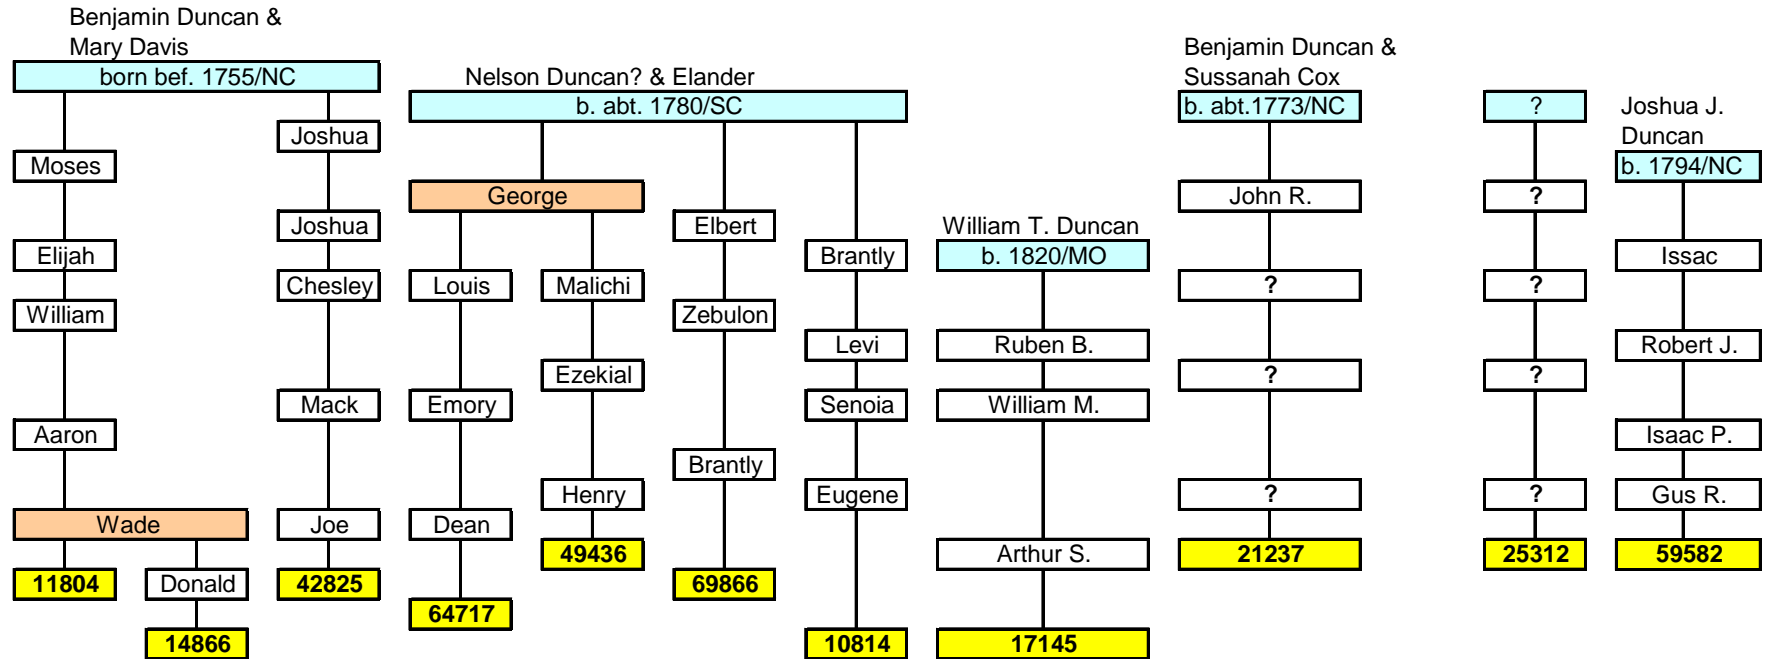 Benjamin Duncan &
Mary Davis
Benjamin Duncan &
born bef. 1755/NC
Nelson Duncan? & Elander
Sussanah Cox
b. abt. 1780/SC
b. abt.1773/NC
?
Joshua J.
Duncan
Joshua
Moses
b. 1794/NC
George
John R.
?
Joshua
Elbert
William T. Duncan
Elijah
Brantly
b. 1820/MO
Issac
Chesley
Louis
Malichi
?
?
William
Zebulon
Levi
Ruben B.
Robert J.
Ezekial
?
?
Mack
Emory
Senoia
William M.
Aaron
Isaac P.
Brantly
Henry
Eugene
?
?
Gus R.
Wade
Joe
Dean
49436
Arthur S.
21237
25312
59582
11804
Donald
42825
69866
64717
14866
10814
17145